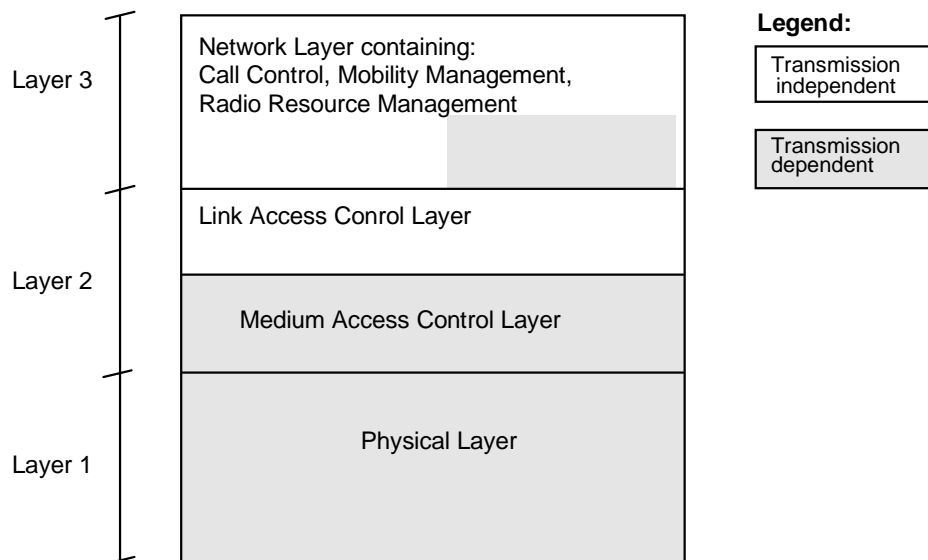 Layer 3
Network Layer containing:
Call Control, Mobility Management,
Radio Resource Management
Layer 2
Link Access Conrol Layer
Medium Access Control Layer
Layer 1
Physical Layer
Legend:
Transmission
independent
Transmission
dependent